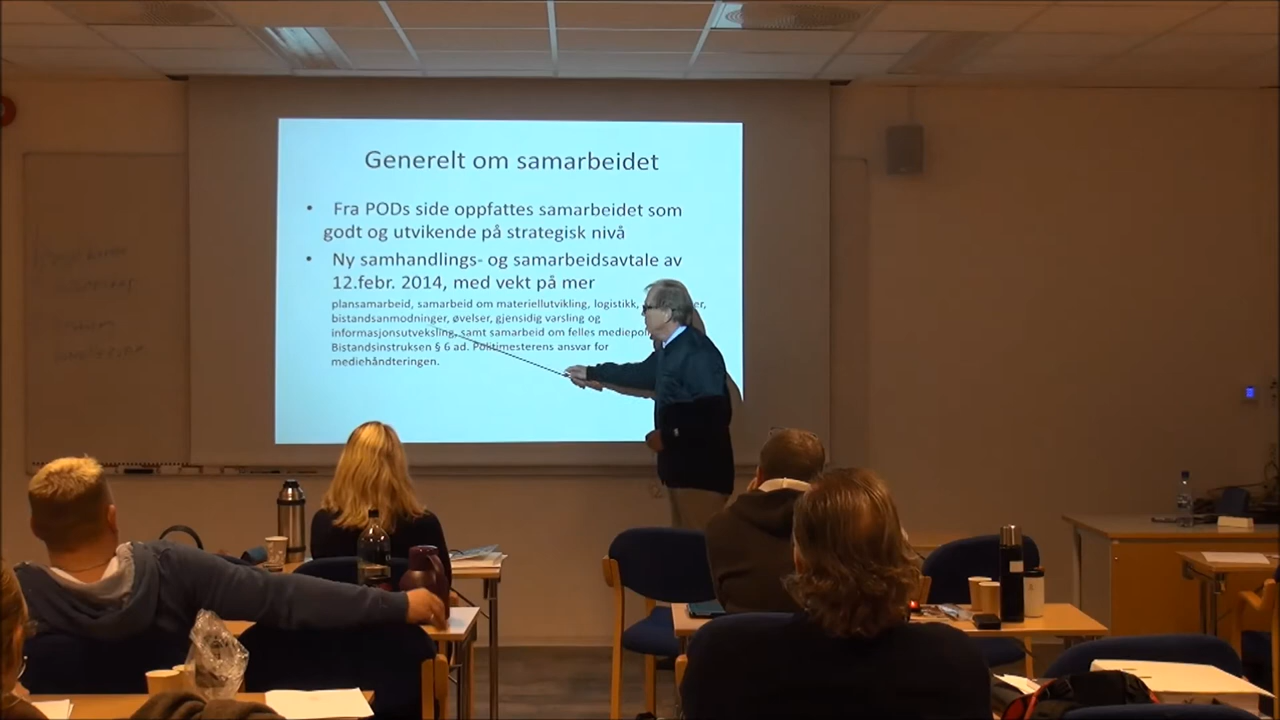 Generelt om samarbeidet
• Fra PODs side oppfattes samarbeidet som
godt og utvikende på strategisk nivå
• Ny samhandlings- og samarbeidsavtale av
12.febr. 2014, med vekt på mer
plansamarbeid, samarbeid om materiellutvikling, logistikk,
bistandsanmodninger, øvelser, gjensidig varsling og
informasjonsutveksling, samt samarbeid om felles
Bistandsinstruksen § 6 ad. Politimesterens ansvar for
mediehåndteringen.